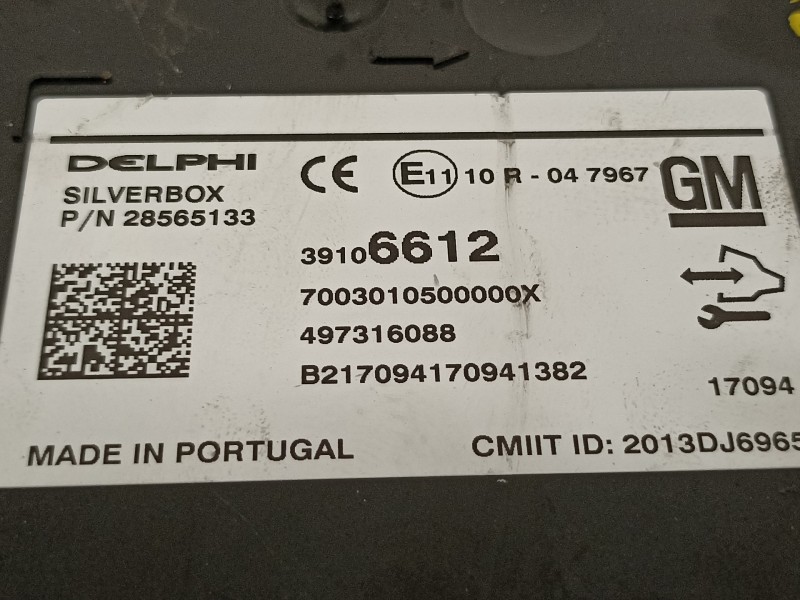 DELPHI
SILVERBOX
P/N 28565133
CE
E11 10 R - 04 7967
GM
39106612
7003010500000X
497316088
B217094170941382
17094
MADE IN PORTUGAL
CMIIT ID: 2013DJ6965